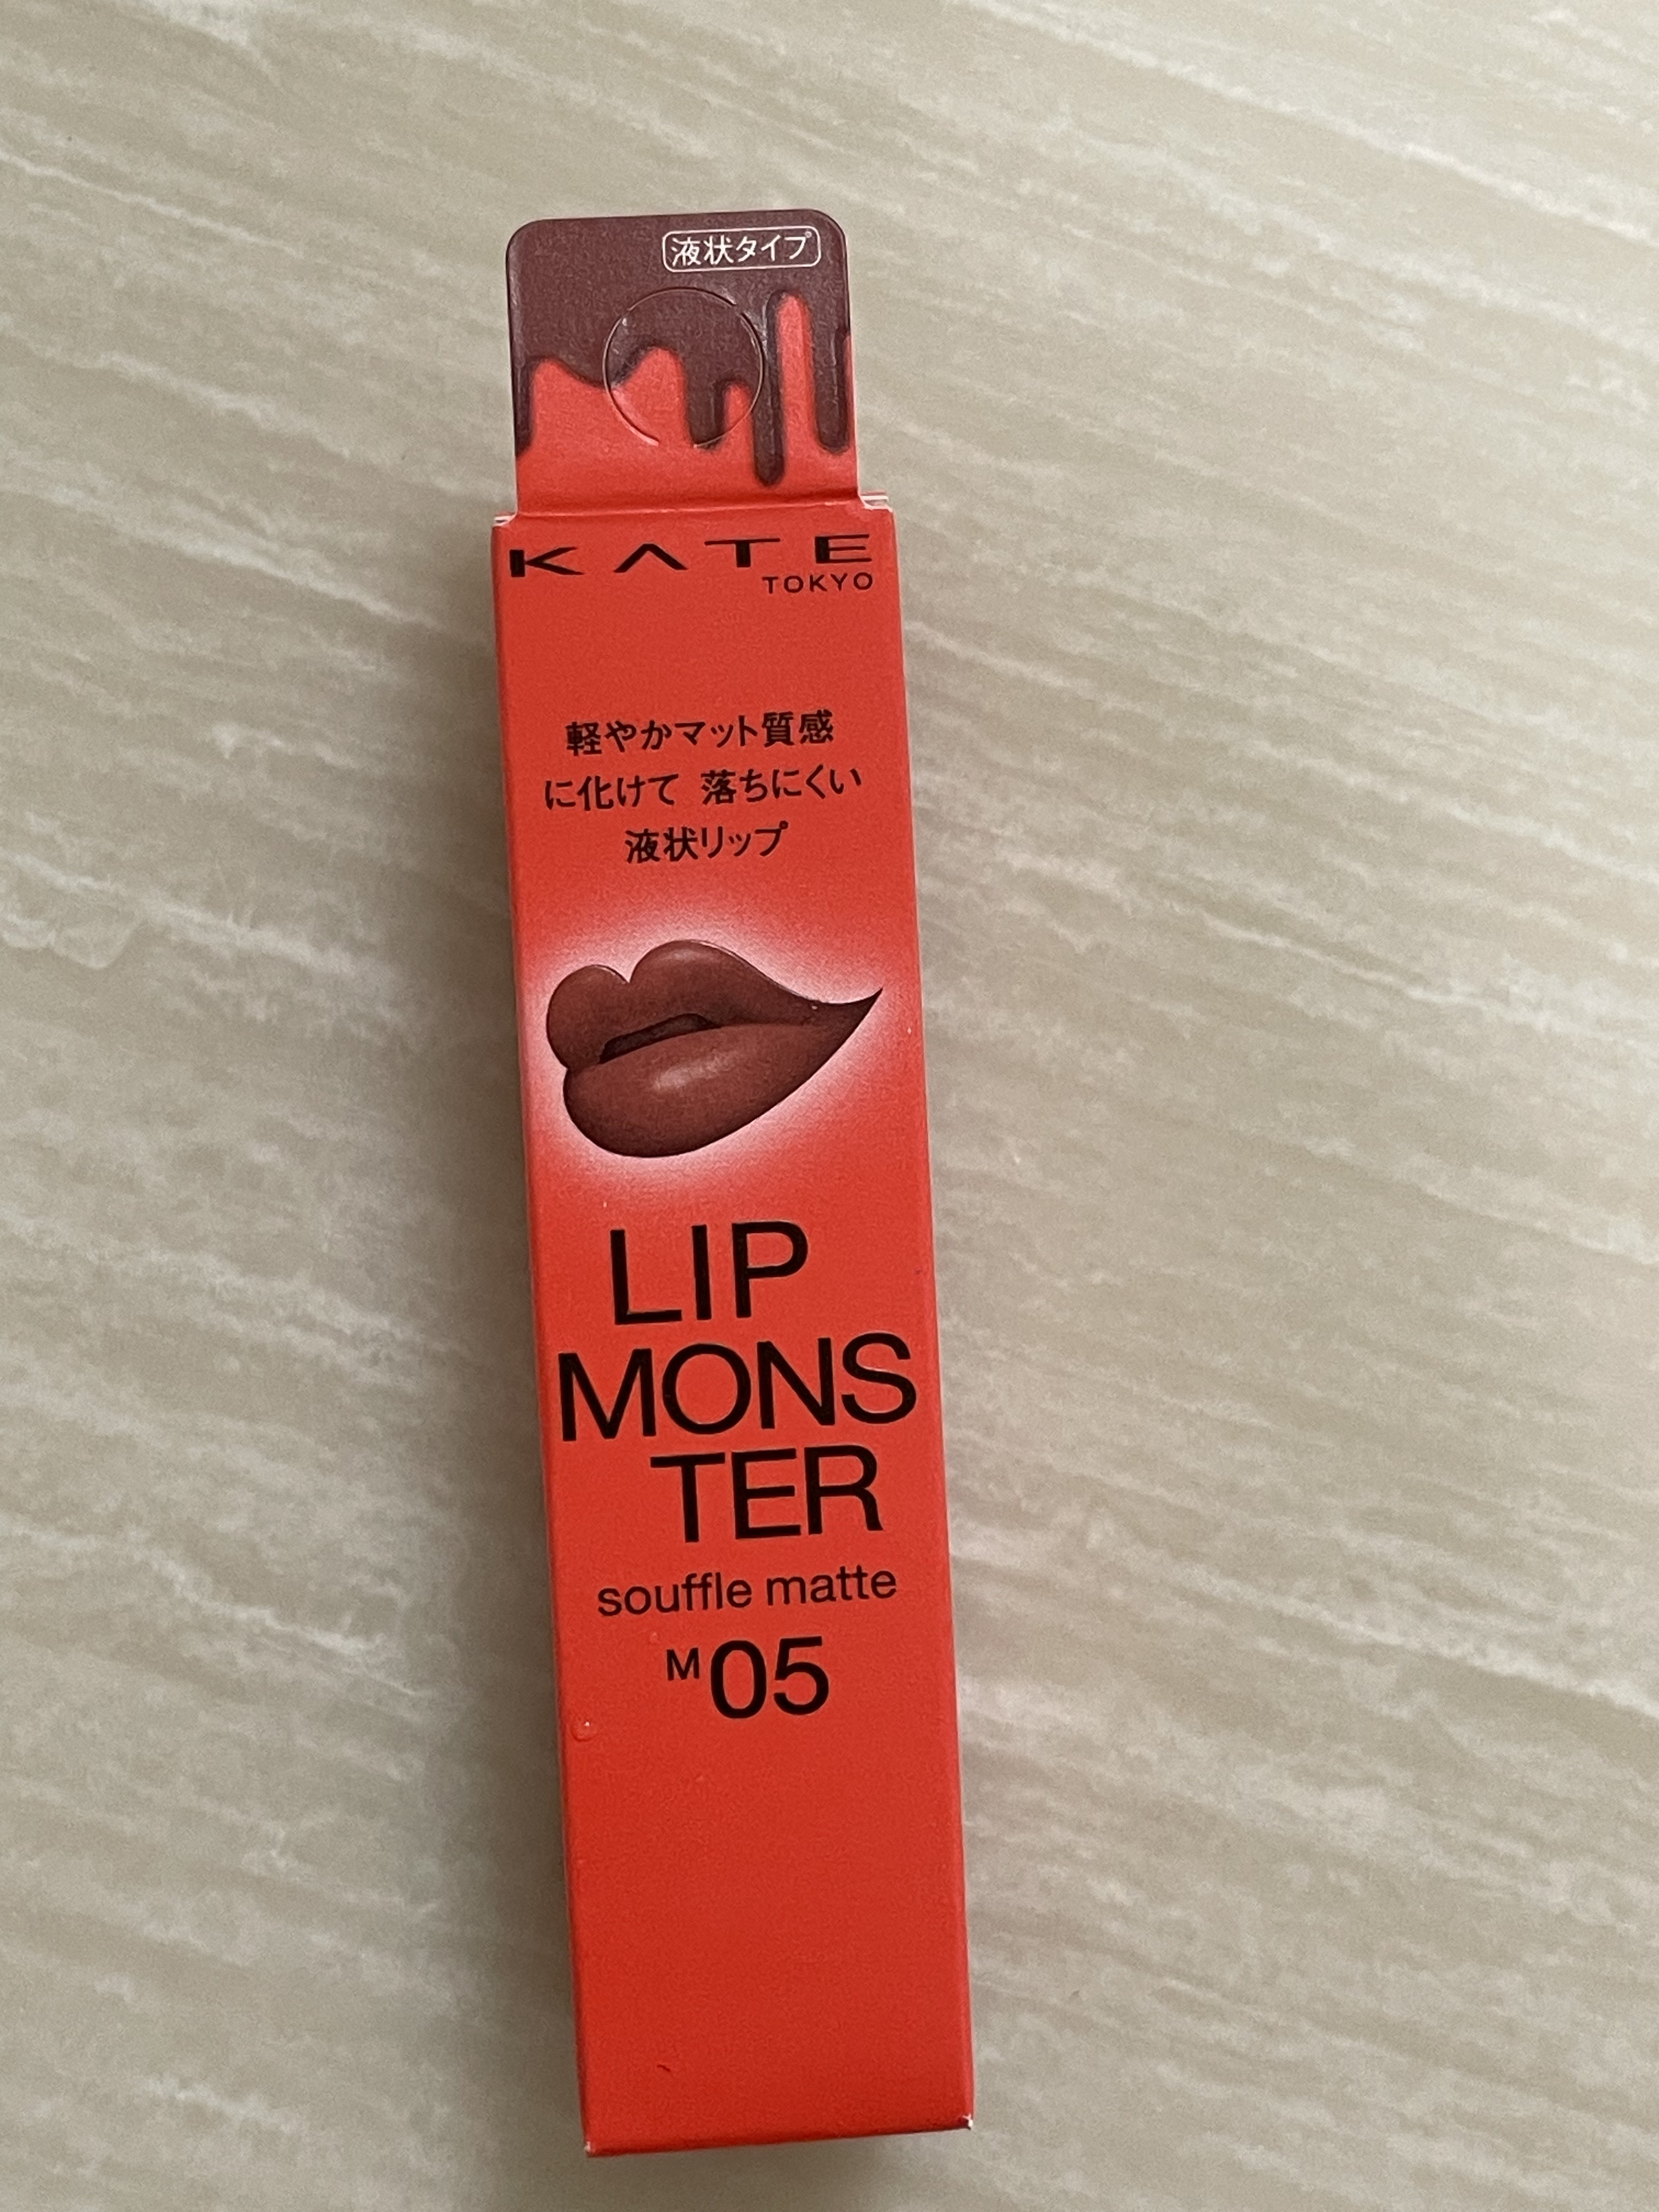 液状タイプ
KATE
TOKYO
軽やかマット質感
に化けて 落ちにくい
液状リップ
LIP
MONS
TER
souffle matte
M05